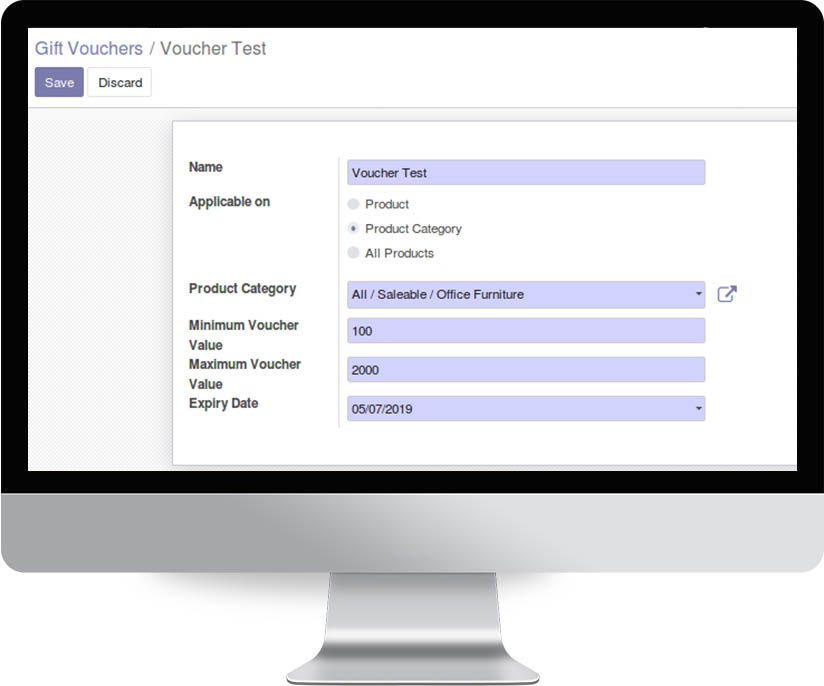 Gift Vouchers / Voucher Test
Save Discard
Name Voucher Test
Applicable on Product
Product Category
All Products
Product Category All / Saleable / Office Furniture
Minimum Voucher
Value 100
Maximum Voucher
Value 2000
Expiry Date 05/07/2019